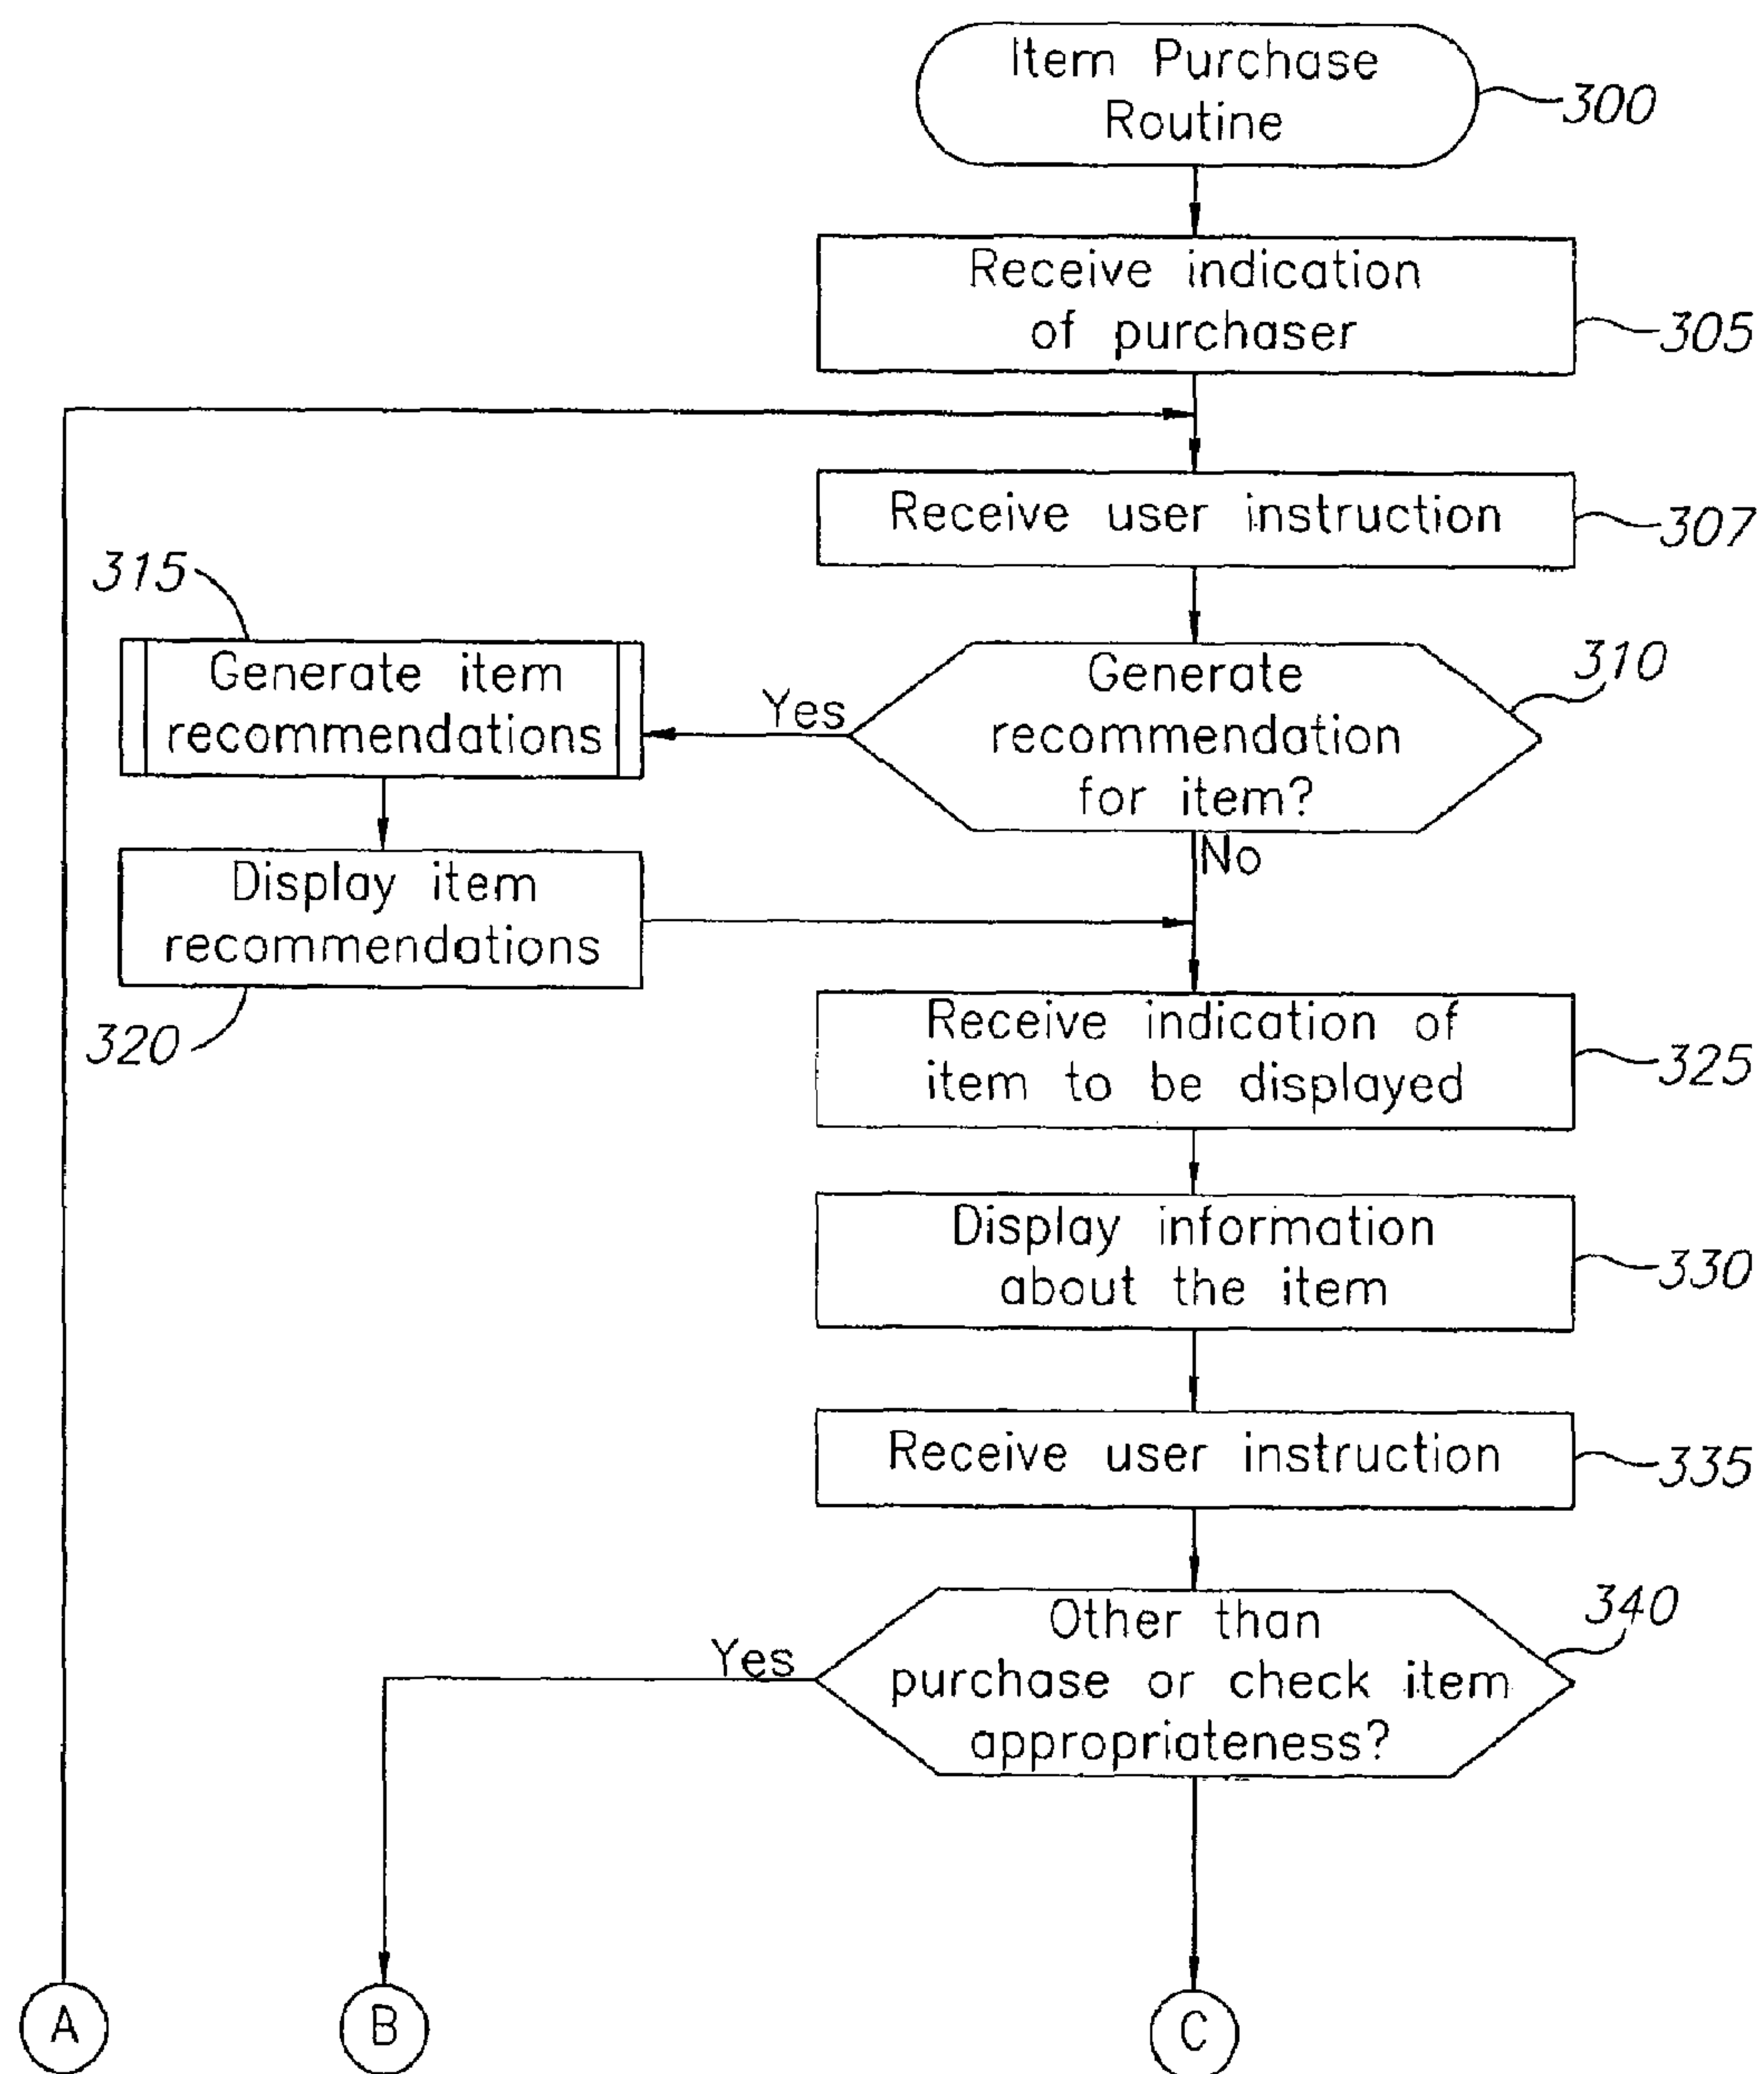 Item Purchase
Routine
300
Receive indication
of purchaser
305
Receive user instruction
307
315
Generate item
recommendations
Yes
Generate
recommendation
for item?
310
No
Display item
recommendations
320
Receive indication of
item to be displayed
325
Display information
about the item
330
Receive user instruction
335
Yes
Other than
purchase or check item
appropriateness?
340
A
B
C